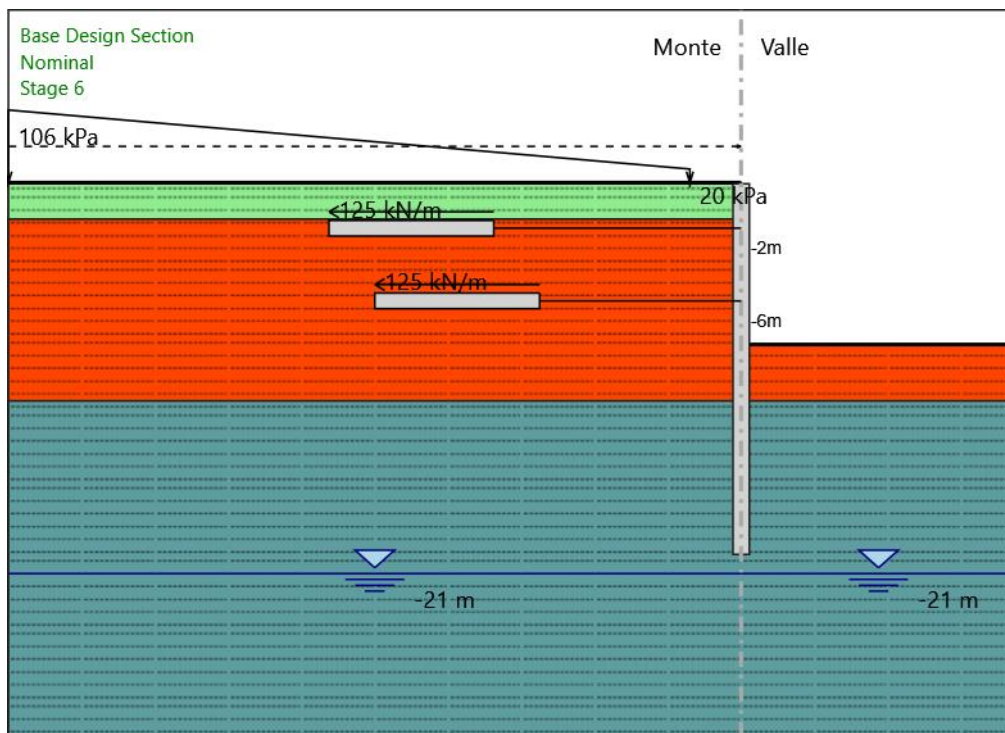 Base Design Section
Nominal
Stage 6
Monte
Valle
106 kPa
20 kPa
125 kN/m
-2m
125 kN/m
-6m
-21 m
-21 m